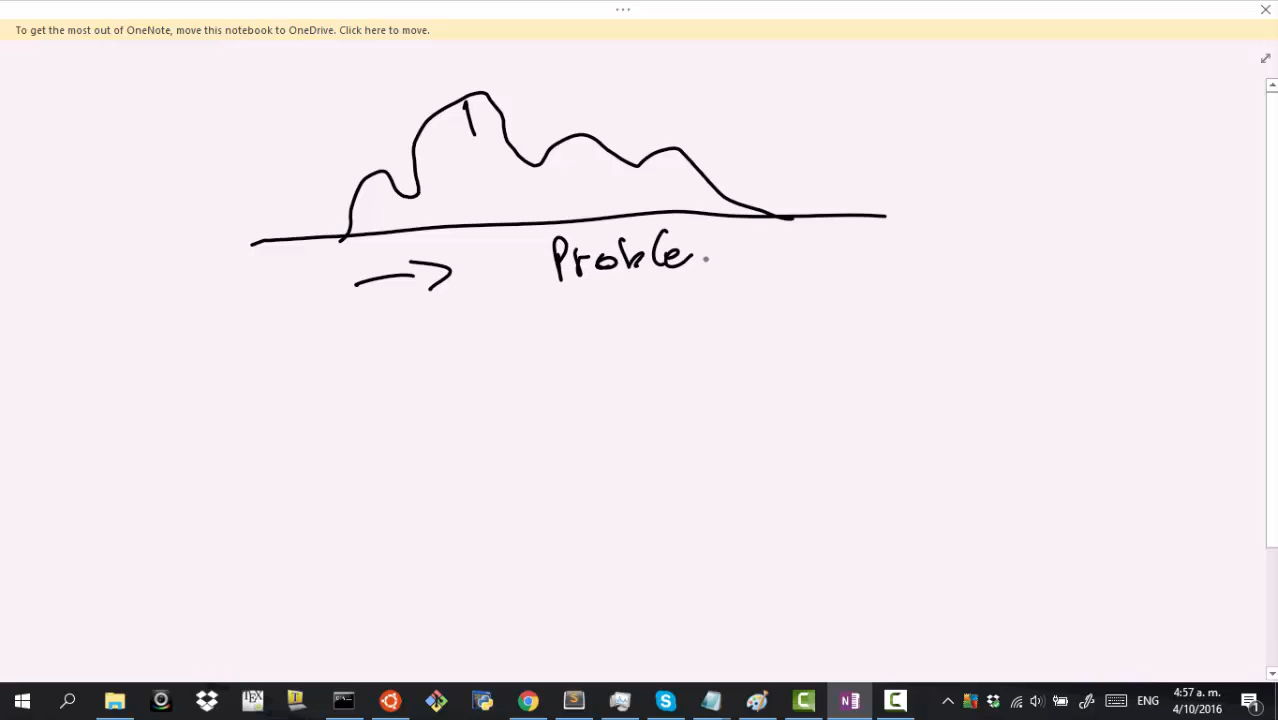 To get the most out of OneNote, move this notebook to OneDrive. Click here to move.
Proble
ENG
4:57 a. m.
4/10/2016